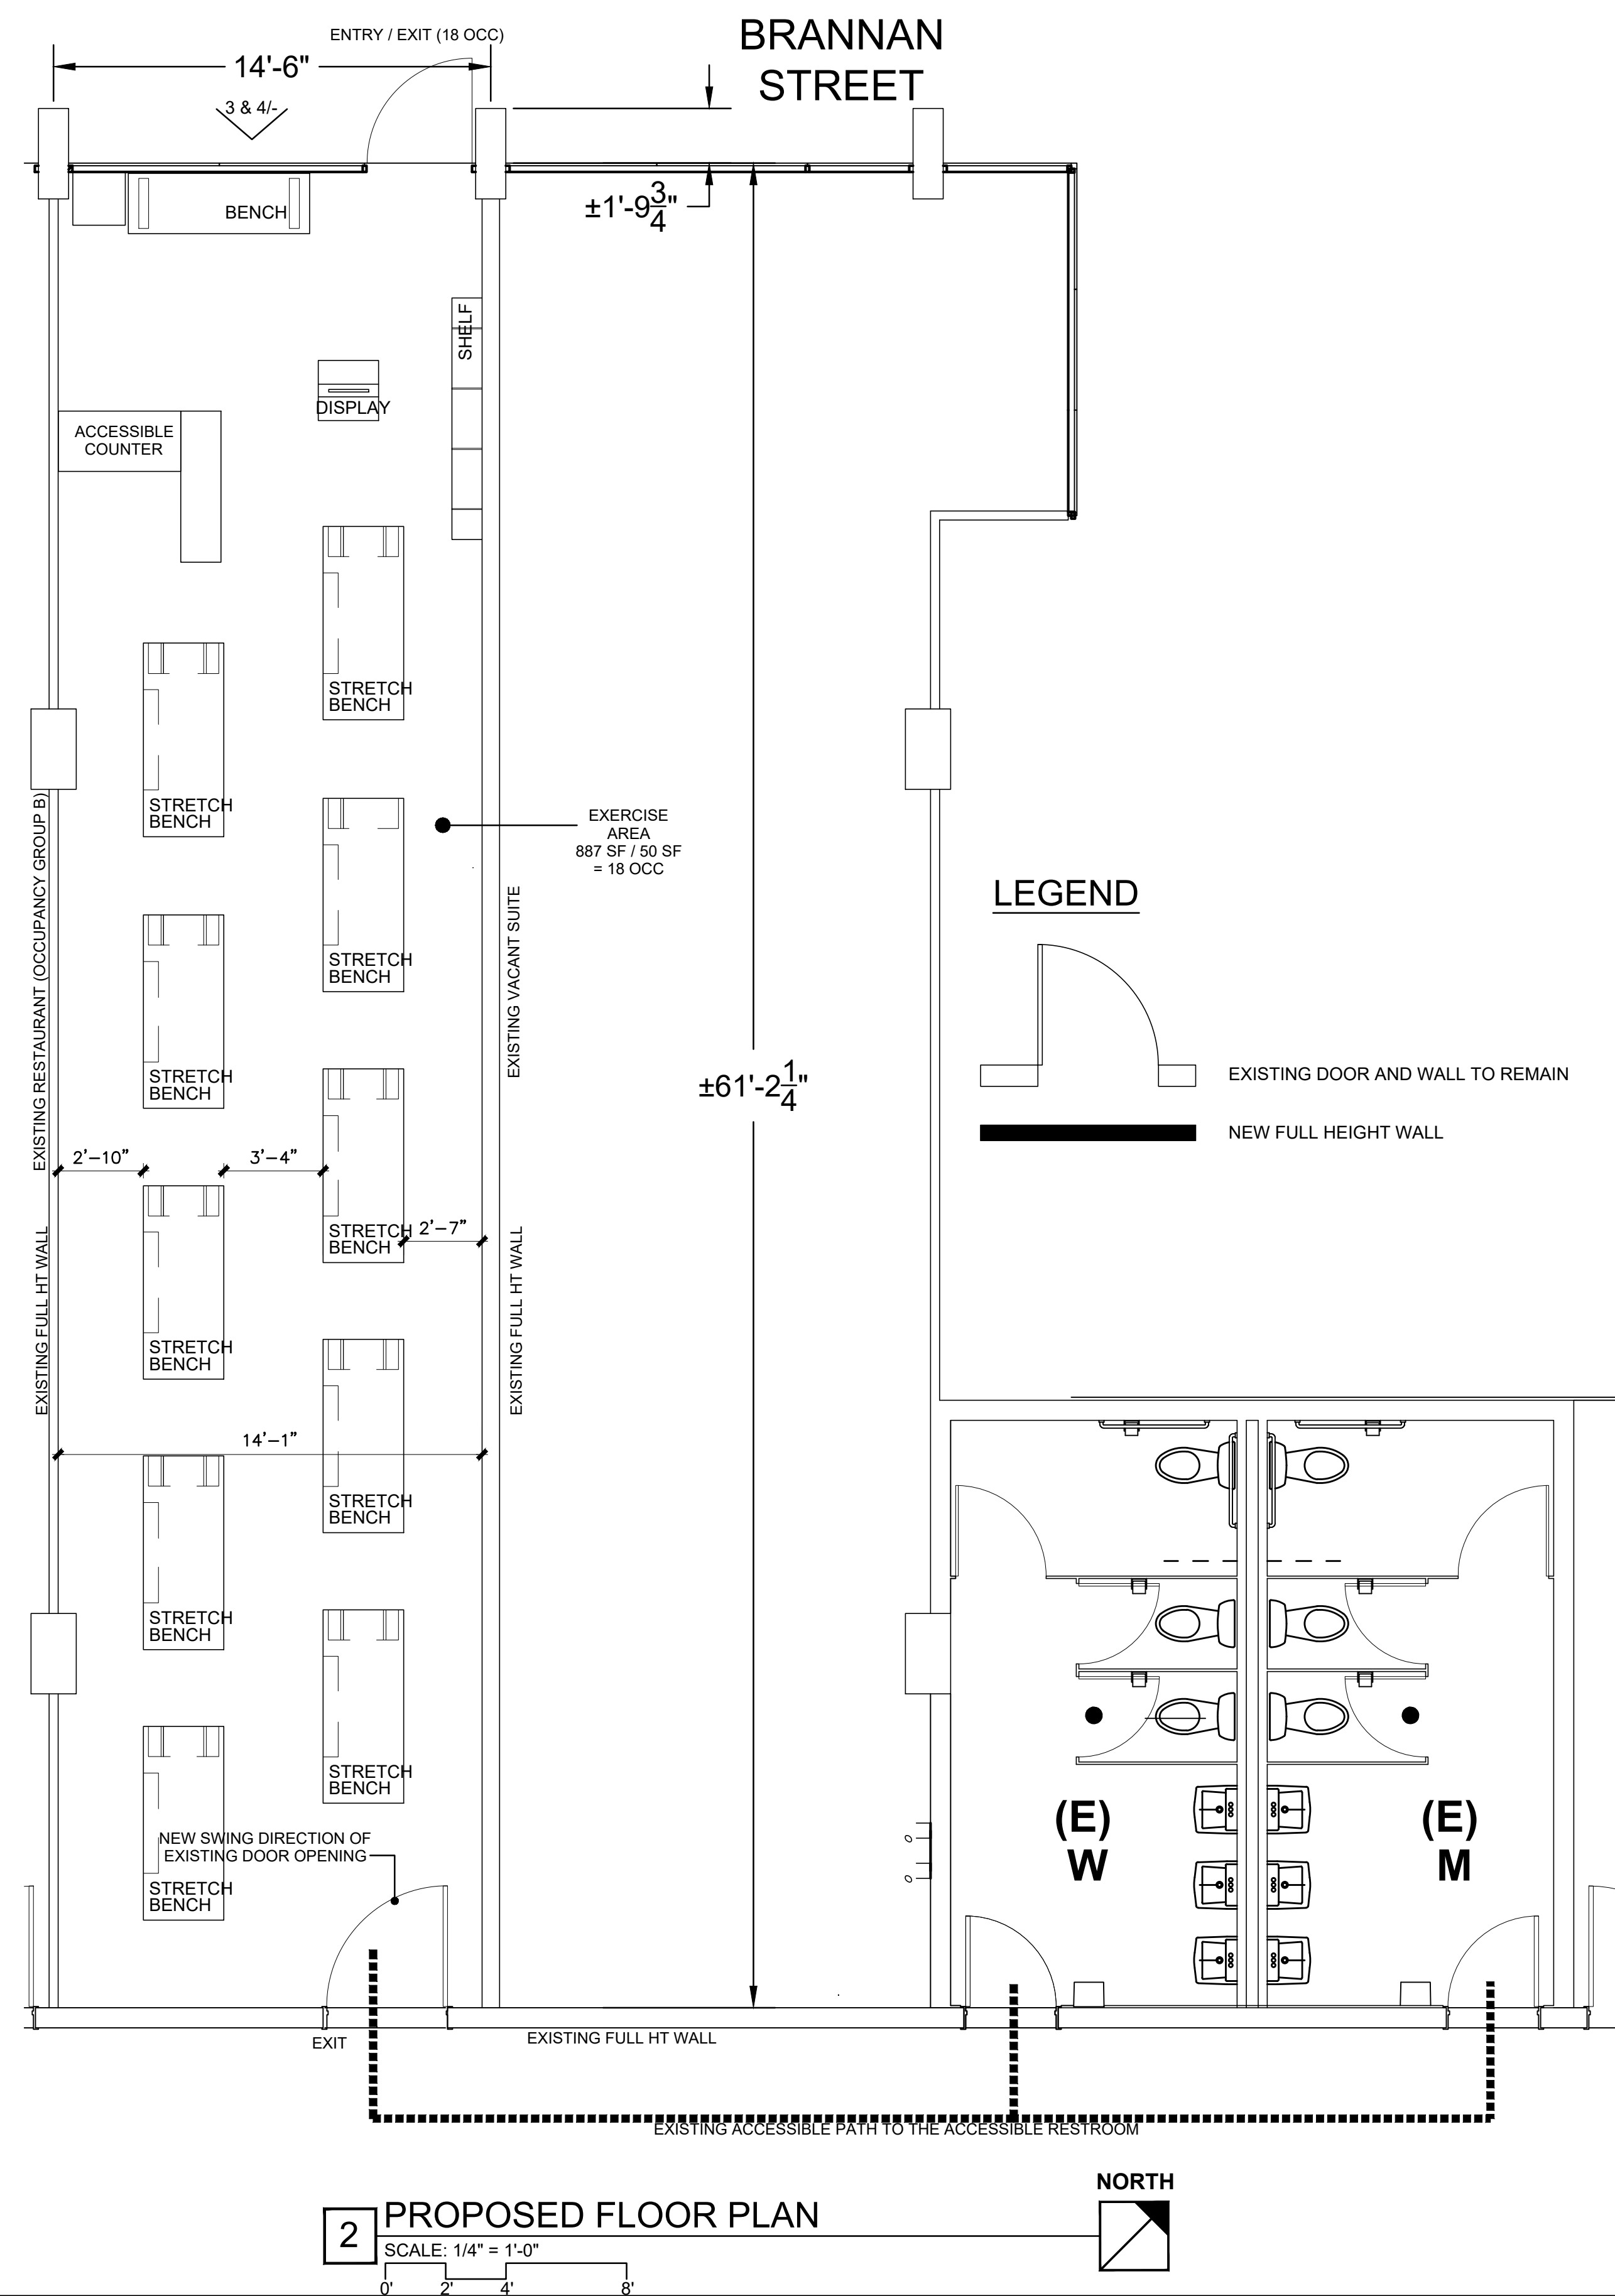 BRANNAN
STREET
ENTRY / EXIT (18 OCC)
14'-6"
3 & 4/-
±1'-9 3/4"
BENCH
SHELF
DISPLAY
ACCESSIBLE
COUNTER
STRETCH
BENCH
STRETCH
BENCH
EXERCISE
AREA
887 SF / 50 SF
= 18 OCC
STRETCH
BENCH
STRETCH
BENCH
EXISTING RESTAURANT (OCCUPANCY GROUP B)
EXISTING VACANT SUITE
LEGEND
EXISTING DOOR AND WALL TO REMAIN
NEW FULL HEIGHT WALL
±61'-2 1/4"
2'-10"
3'-4"
STRETCH
BENCH
2'-7"
EXISTING FULL HT WALL
EXISTING FULL HT WALL
STRETCH
BENCH
14'-1"
STRETCH
BENCH
STRETCH
BENCH
STRETCH
BENCH
NEW SWING DIRECTION OF
EXISTING DOOR OPENING
STRETCH
BENCH
(E)
W
(E)
M
EXIT
EXISTING FULL HT WALL
EXISTING ACCESSIBLE PATH TO THE ACCESSIBLE RESTROOM
NORTH
2
PROPOSED FLOOR PLAN
SCALE: 1/4" = 1'-0"
0' 2' 4' 8'